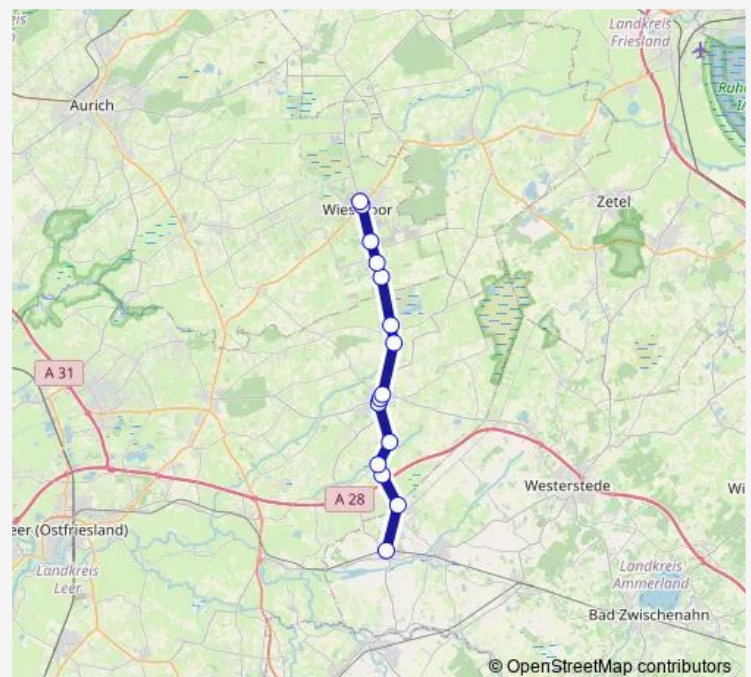 Landkreis
Friesland
Aurich
Zetel
A 31
A 28
Westerstede
eer (Ostfriesland)
Landkreis
Leer
Landkreis
Ammerland
Bad Zwischenahn
© OpenStreetMap contributors